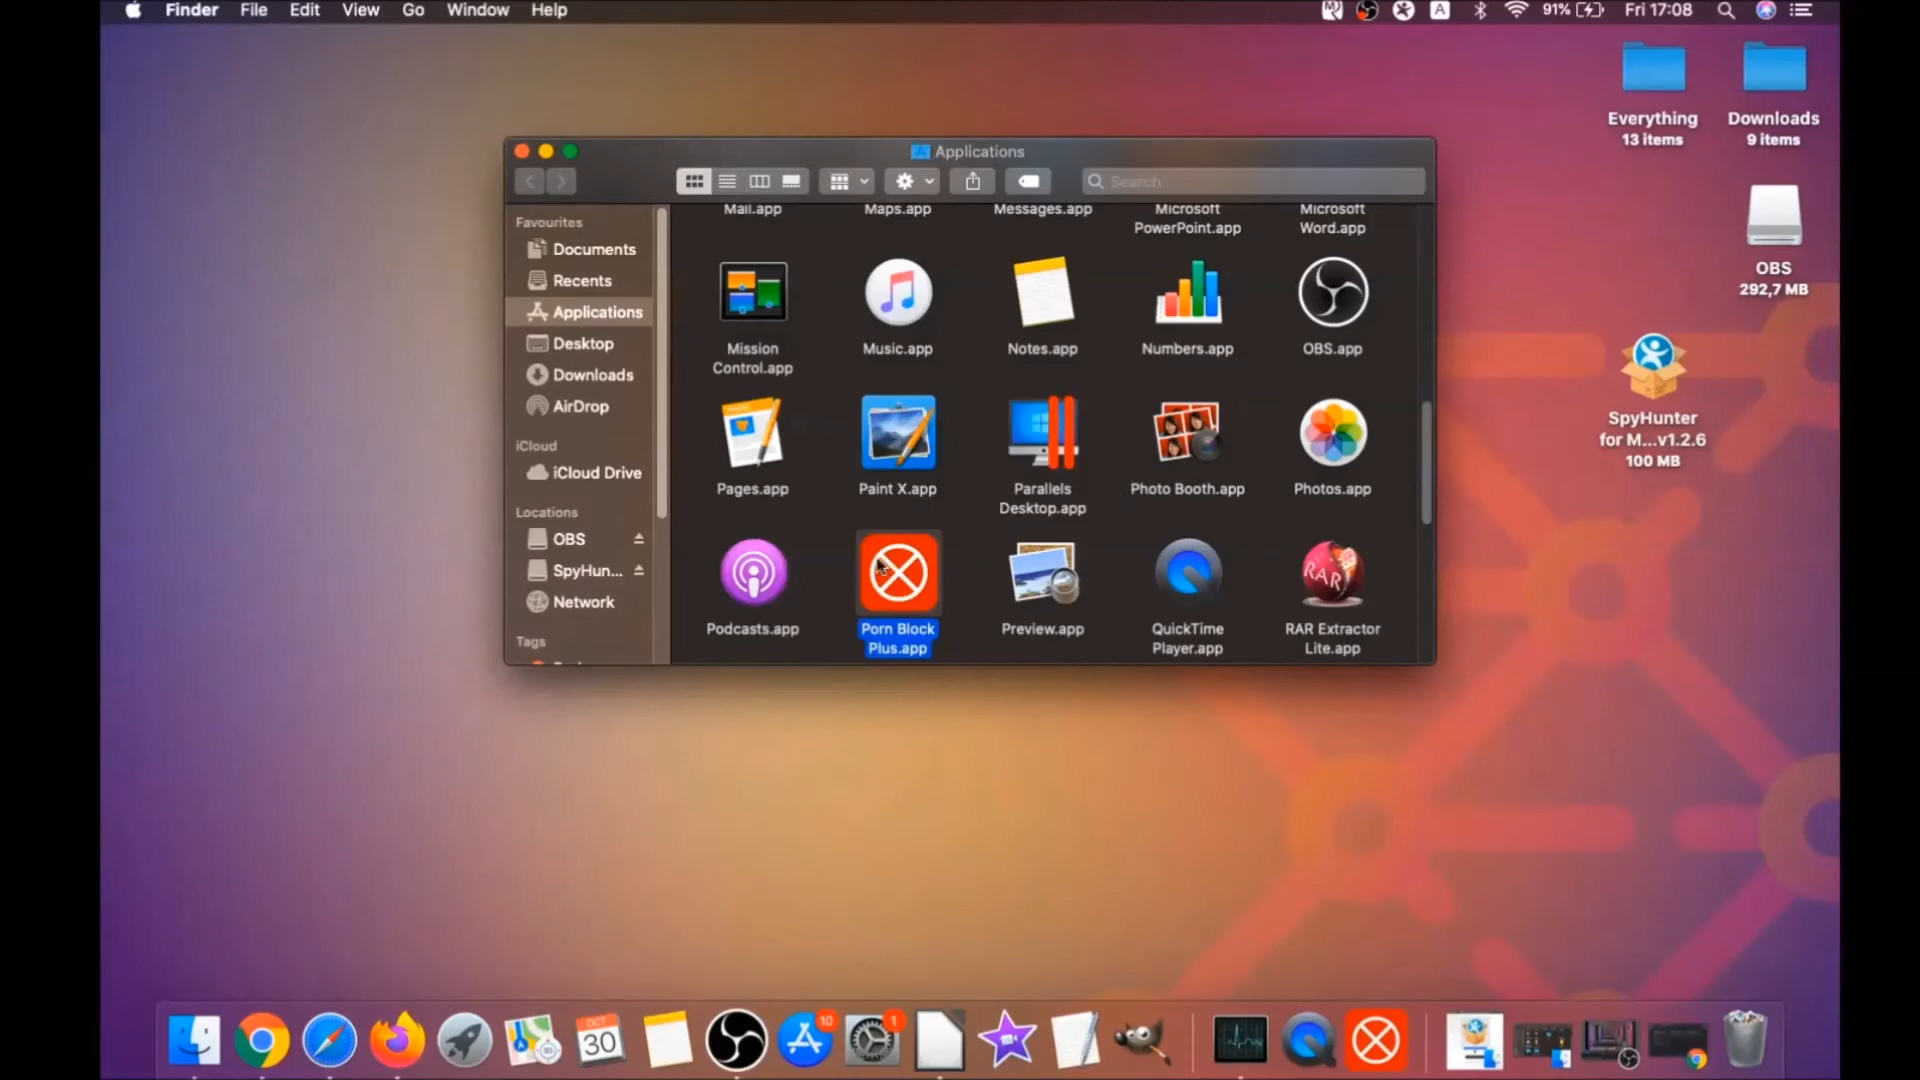 Finder File Edit View Go Window Help
A 91% Fri 17:08
Everything
13 items
Downloads
9 items
OBS
292,7 MB
SpyHunter
for M...v1.2.6
100 MB
Applications
Search
Favourites
Documents
Recents
Applications
Desktop
Downloads
AirDrop
iCloud
iCloud Drive
Locations
OBS
SpyHun...
Network
Tags
Mail.app
Maps.app
Messages.app
Microsoft
PowerPoint.app
Microsoft
Word.app
Mission
Control.app
Music.app
Notes.app
Numbers.app
OBS.app
Pages.app
Paint X.app
Parallels
Desktop.app
Photo Booth.app
Photos.app
Podcasts.app
Porn Block
Plus.app
Preview.app
QuickTime
Player.app
RAR
RAR Extractor
Lite.app
OCT
30
10
1